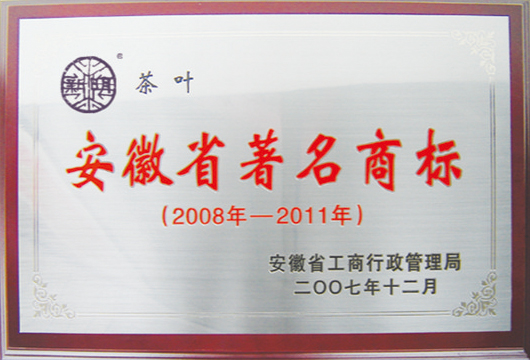 ® 茶叶
安徽省著名商标
(2008年—2011年)
安徽省工商行政管理局
二〇〇七年十二月